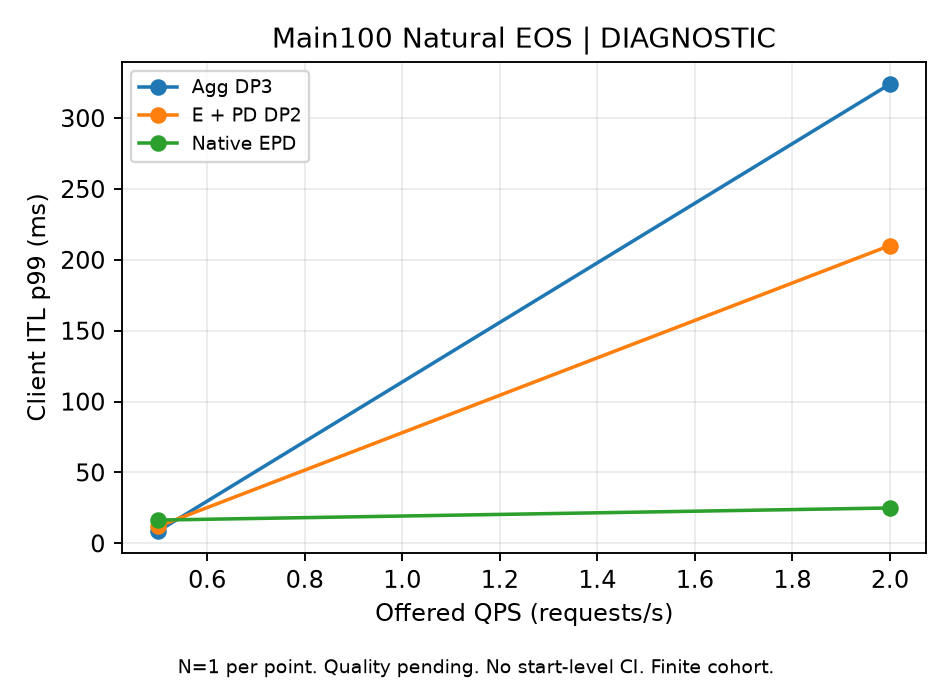 Main100 Natural EOS | DIAGNOSTIC
Agg DP3
E + PD DP2
Native EPD
Client ITL p99 (ms)
300
250
200
150
100
50
0
0.6 0.8 1.0 1.2 1.4 1.6 1.8 2.0
Offered QPS (requests/s)
N=1 per point. Quality pending. No start-level CI. Finite cohort.